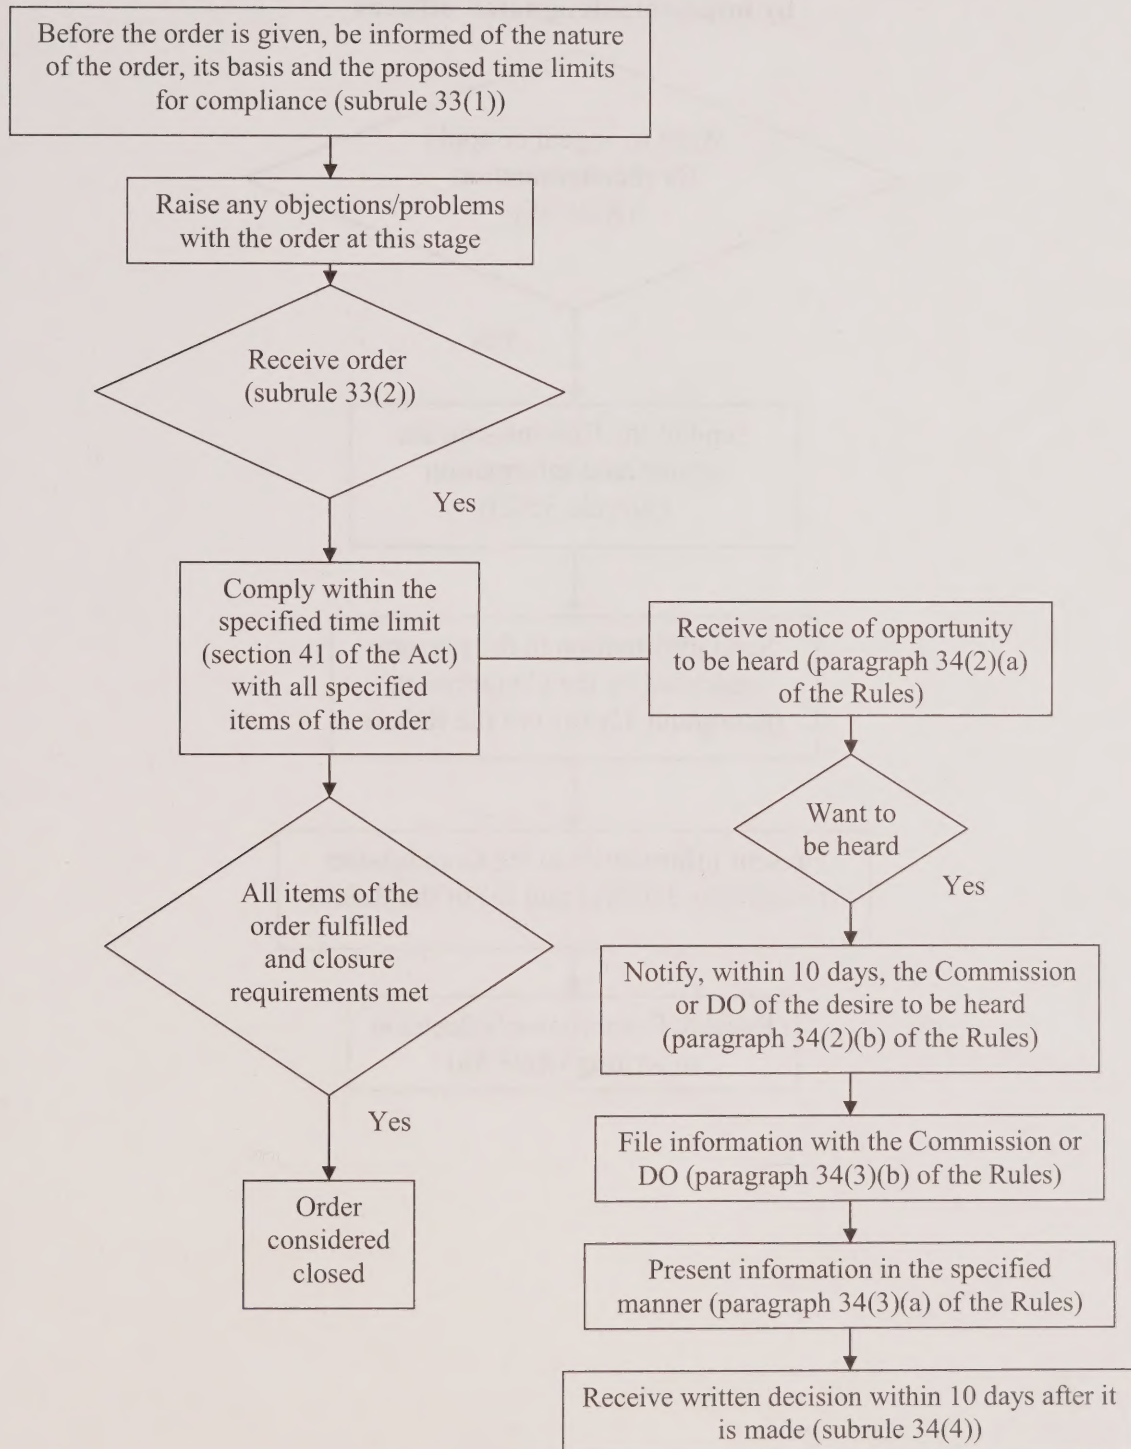 Before the order is given, be informed of the nature
of the order, its basis and the proposed time limits
for compliance (subrule 33(1))
Raise any objections/problems
with the order at this stage
Receive order
(subrule 33(2))
Yes
Comply within the
specified time limit
(section 41 of the Act)
with all specified
items of the order
Receive notice of opportunity
to be heard (paragraph 34(2)(a)
of the Rules)
Want to
be heard
Yes
All items of the
order fulfilled
and closure
requirements met
Yes
Order
considered
closed
Notify, within 10 days, the Commission
or DO of the desire to be heard
(paragraph 34(2)(b) of the Rules)
File information with the Commission or
DO (paragraph 34(3)(b) of the Rules)
Present information in the specified
manner (paragraph 34(3)(a) of the Rules)
Receive written decision within 10 days after it
is made (subrule 34(4))